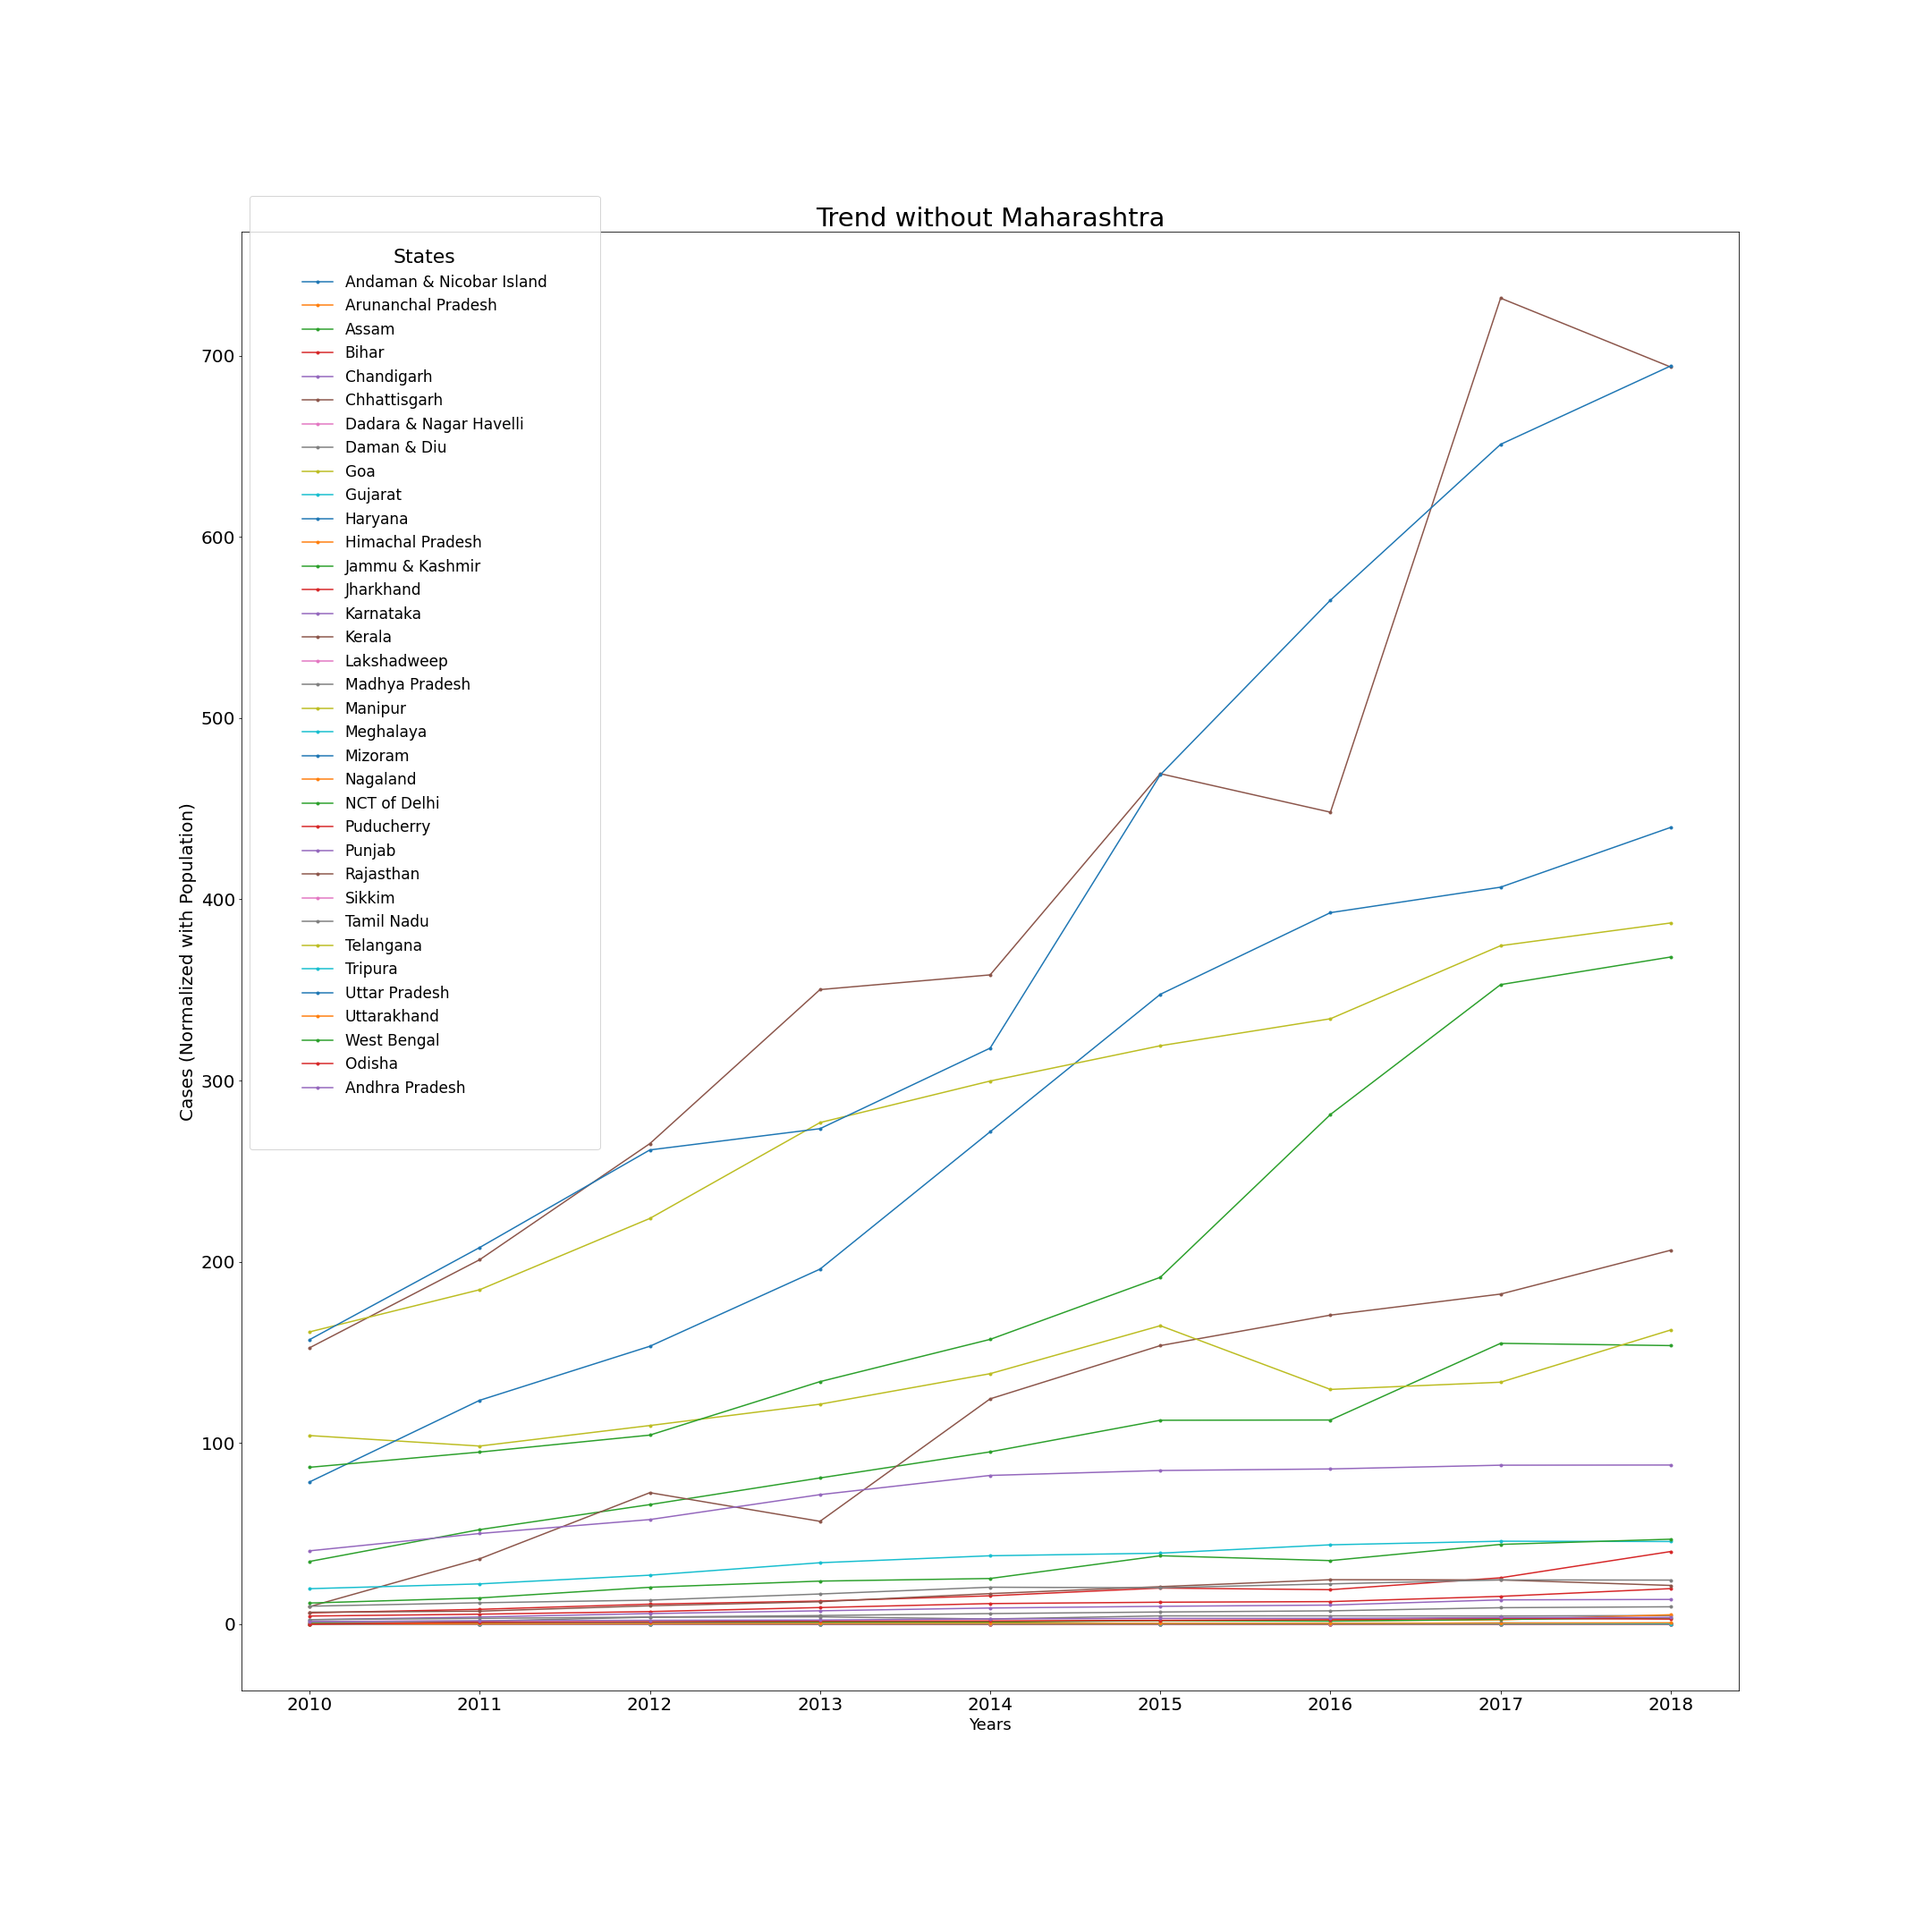 Trend without Maharashtra
States
Andaman & Nicobar Island
Arunanchal Pradesh
Assam
Bihar
Chandigarh
Chhattisgarh
Dadara & Nagar Havelli
Daman & Diu
Goa
Gujarat
Haryana
Himachal Pradesh
Jammu & Kashmir
Jharkhand
Karnataka
Kerala
Lakshadweep
Madhya Pradesh
Manipur
Meghalaya
Mizoram
Nagaland
NCT of Delhi
Puducherry
Punjab
Rajasthan
Sikkim
Tamil Nadu
Telangana
Tripura
Uttar Pradesh
Uttarakhand
West Bengal
Odisha
Andhra Pradesh
Cases (Normalized with Population)
700
600
500
400
300
200
100
0
2010 2011 2012 2013 2014 2015 2016 2017 2018
Years